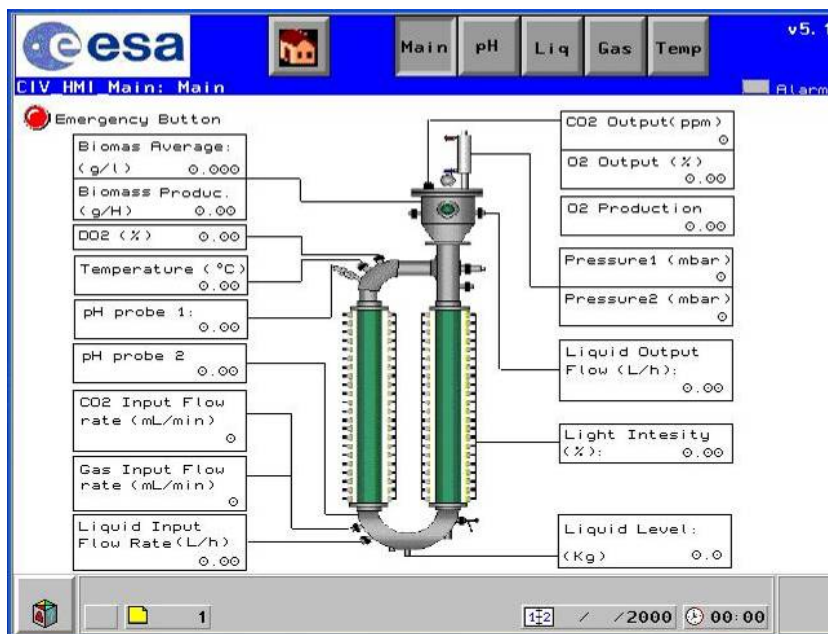 esa
Main
pH
Liq
Gas
Temp
v5.1
CIV_HMI_Main: Main
Alarm
Emergency Button
Biomas Average:
(g/l) 0.000
Biomass Produc.
(g/H) 0.00
DO2 (%) 0.00
Temperature (ºC)
0.00
pH probe 1:
0.00
pH probe 2
0.00
CO2 Input Flow
rate (mL/min)
0
Gas Input Flow
rate (mL/min)
0
Liquid Input
Flow Rate(L/h)
0.00
CO2 Output(ppm)
0
O2 Output (%)
0.00
O2 Production
0.00
Pressure1 (mbar)
0
Pressure2 (mbar)
0
Liquid Output
Flow (L/h):
0.00
Light Intesity
(%): 0.00
Liquid Level:
(Kg) 0.0
1
12 / /2000 00:00